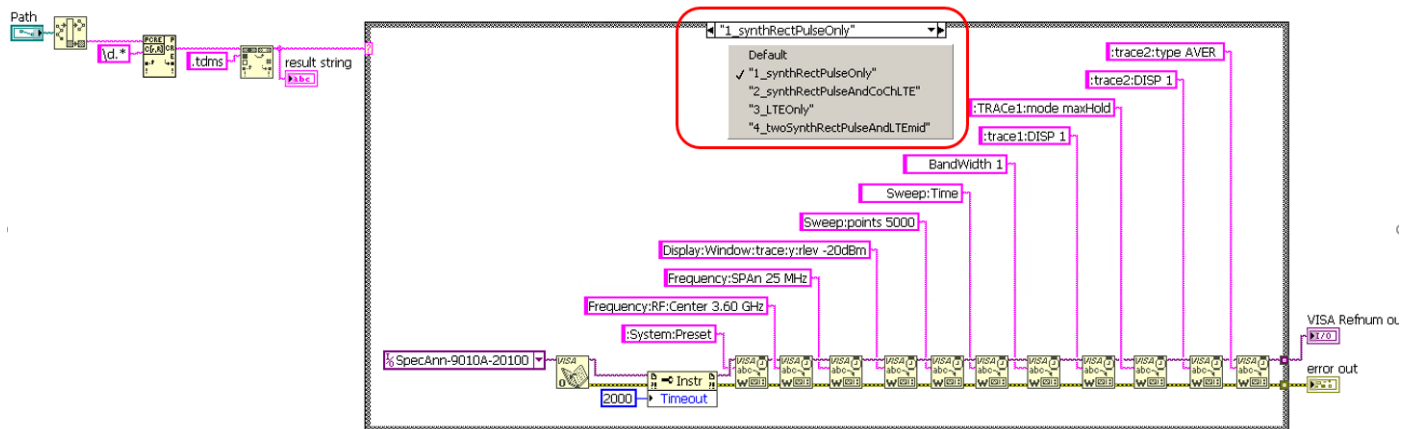 Path
\d.*
.tdms
result string
abc
"1_synthRectPulseOnly"
Default
"1_synthRectPulseOnly"
"2_synthRectPulseAndCoChLTE"
"3_LTEOnly"
"4_twoSynthRectPulseAndLTEmid"
:trace2:type AVER
:trace2:DISP 1
:TRACe1:mode maxHold
:trace1:DISP 1
BandWidth 1
Sweep:Time
Sweep:points 5000
Display:Window:trace:y:rlev -20dBm
Frequency:SPAn 25 MHz
Frequency:RF:Center 3.60 GHz
:System:Preset
SpecAnn-9010A-20100
Instr
2000
Timeout
VISA Refnum ou
I/O
error out